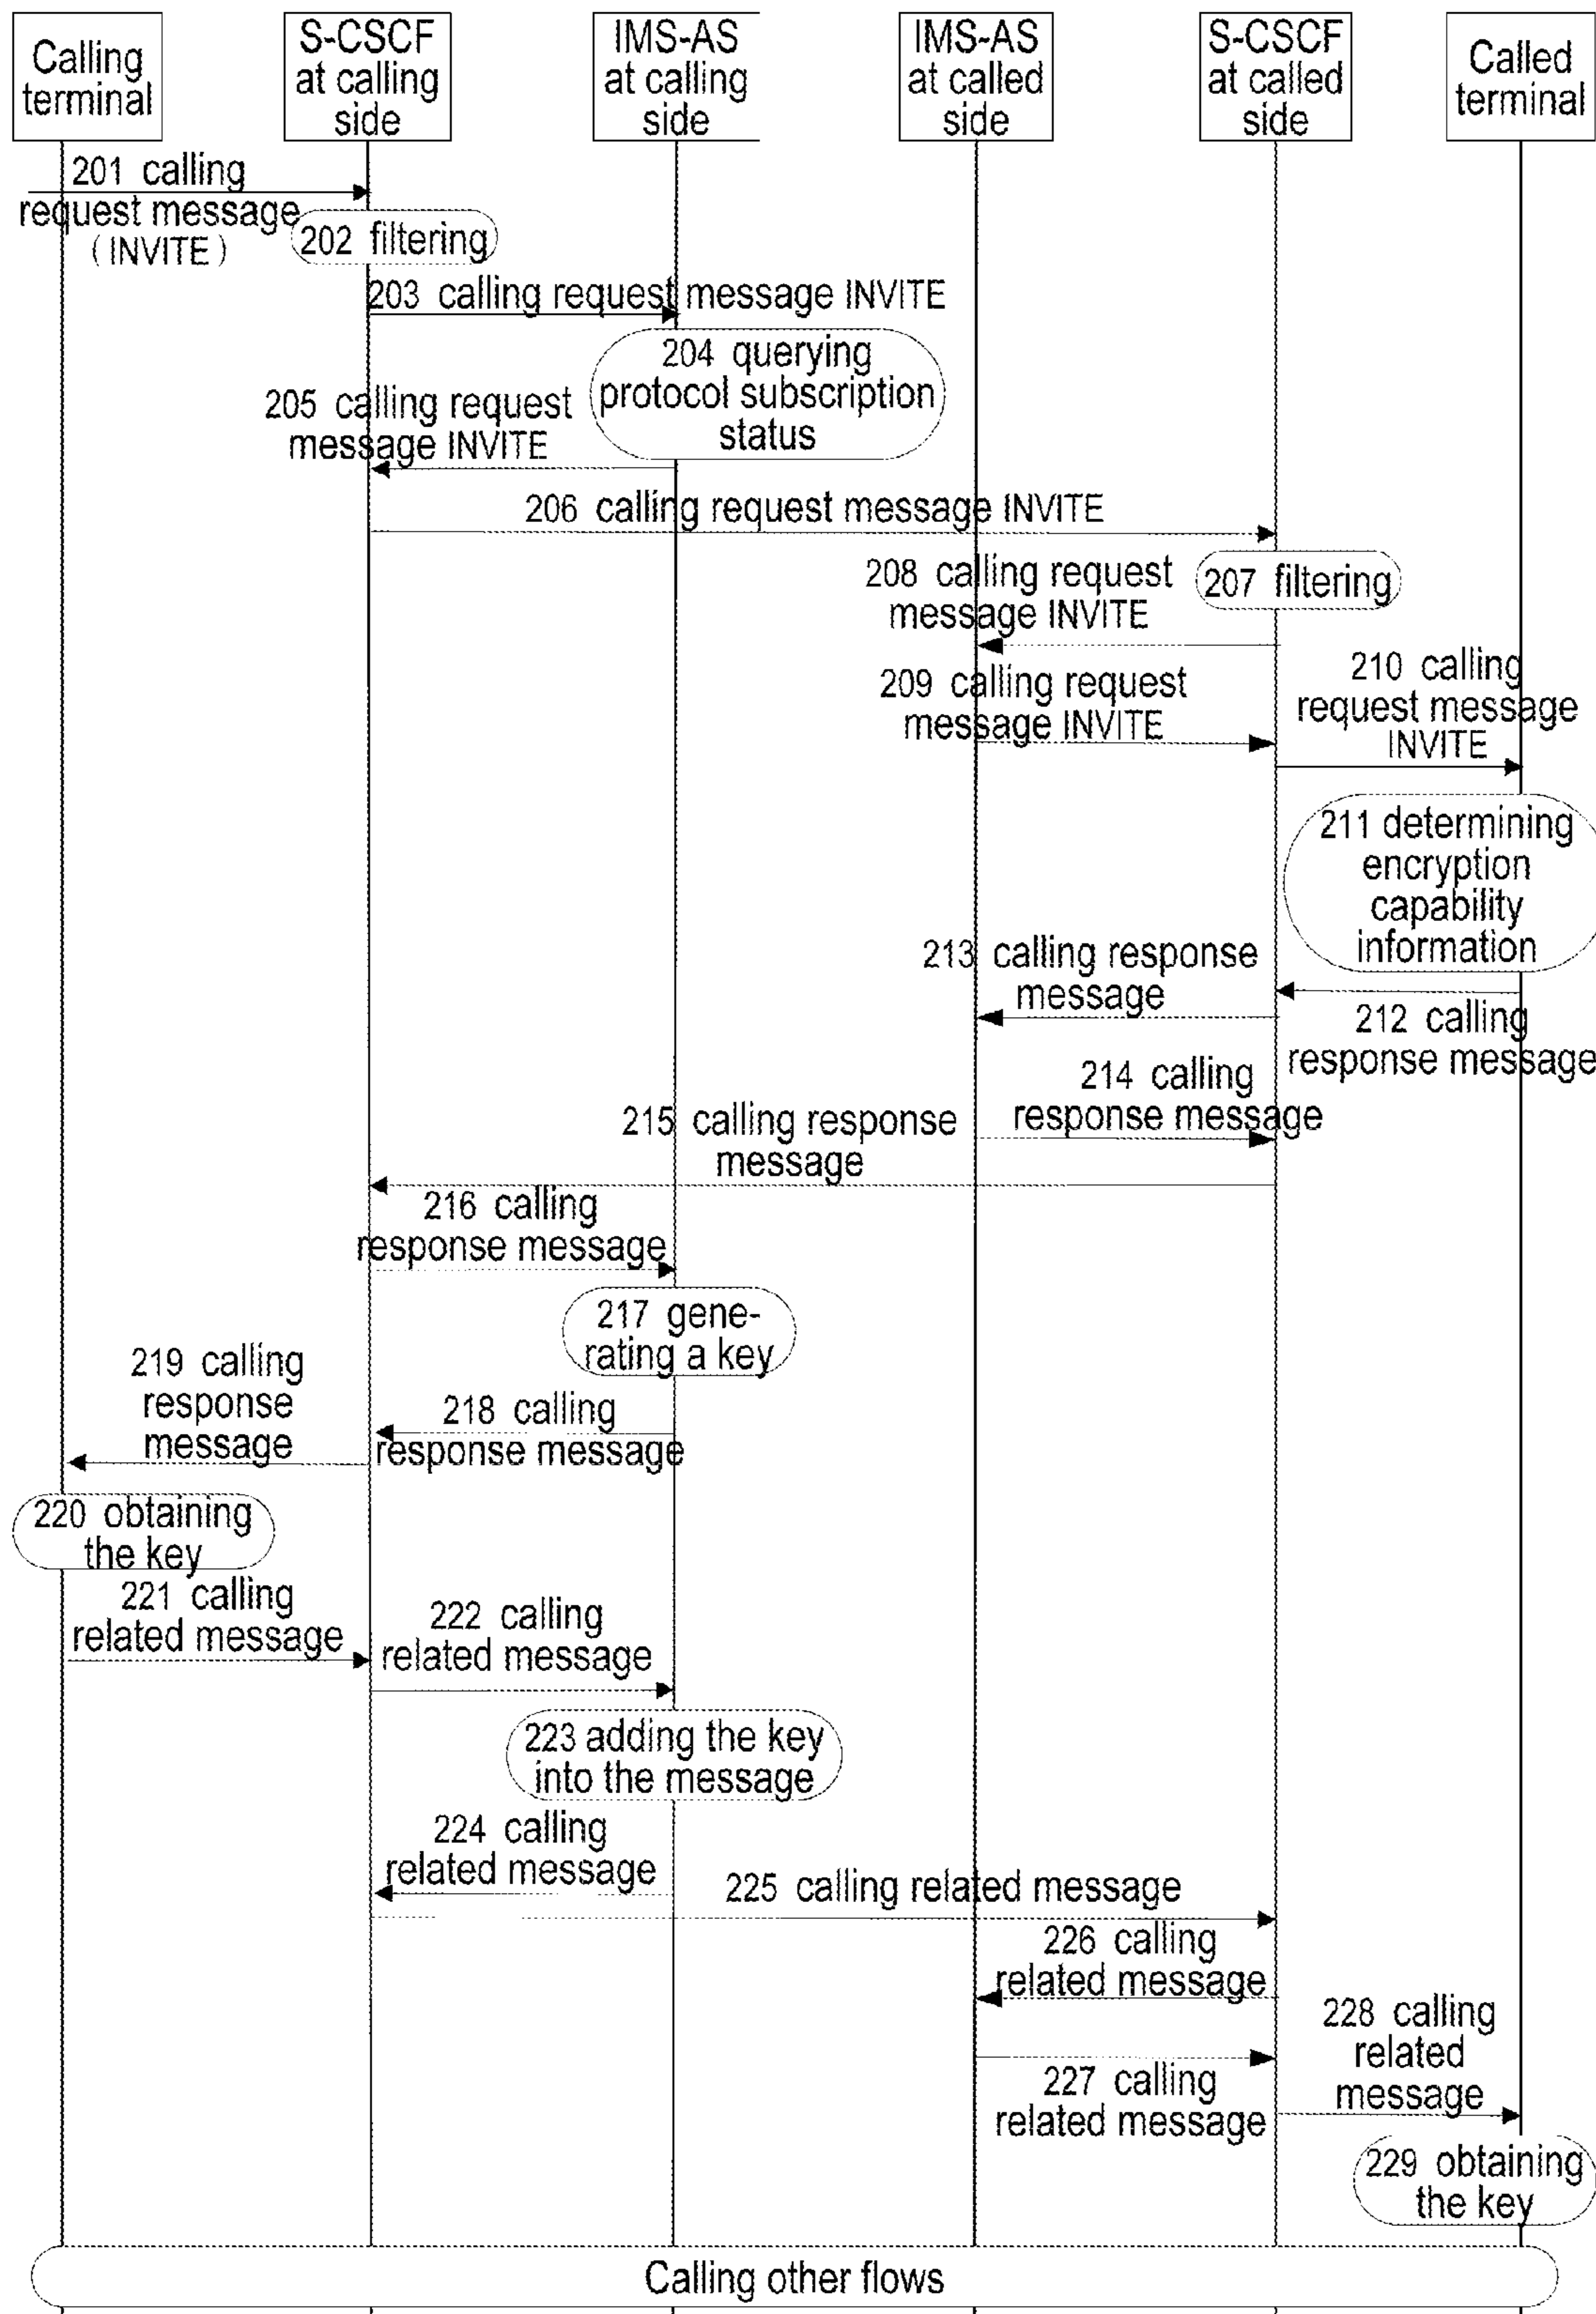 Calling
terminal
S-CSCF
at calling
side
IMS-AS
at calling
side
IMS-AS
at called
side
S-CSCF
at called
side
Called
terminal
201 calling
request message
(INVITE)
202 filtering
203 calling request message INVITE
204 querying
protocol subscription
status
205 calling request
message INVITE
206 calling request message INVITE
207 filtering
208 calling request
message INVITE
209 calling request
message INVITE
210 calling
request message
INVITE
211 determining
encryption
capability
information
212 calling
response message
213 calling response
message
214 calling
response message
215 calling response
message
216 calling
response message
217 gene-
rating a key
218 calling
response message
219 calling
response
message
220 obtaining
the key
221 calling
related message
222 calling
related message
223 adding the key
into the message
224 calling
related message
225 calling related message
226 calling
related message
227 calling
related message
228 calling
related
message
229 obtaining
the key
Calling other flows